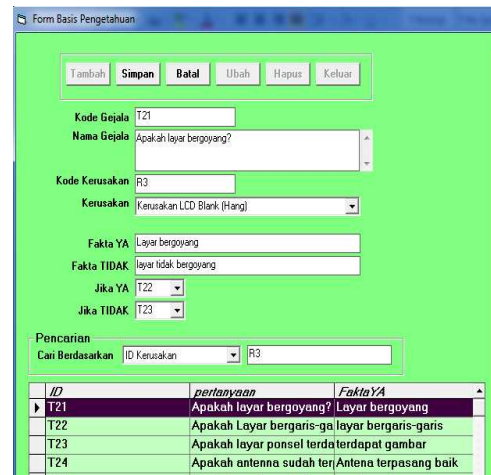 Form Basis Pengetahuan
Tambah Simpan Batal Ubah Hapus Keluar
Kode Gejala T21
Nama Gejala Apakah layar bergoyang?
Kode Kerusakan R3
Kerusakan Kerusakan LCD Blank (Hang)
Fakta YA Layar bergoyang
Fakta TIDAK layar tidak bergoyang
Jika YA T22
Jika TIDAK T23
Pencarian
Cari Berdasarkan ID Kerusakan R3
ID pertanyaan FaktaYA
T21 Apakah layar bergoyang? Layar bergoyang
T22 Apakah Layar bergaris-ga layar bergaris-garis
T23 Apakah layar ponsel terda terdapat gambar
T24 Apakah antenna sudah ter Antena terpasang baik